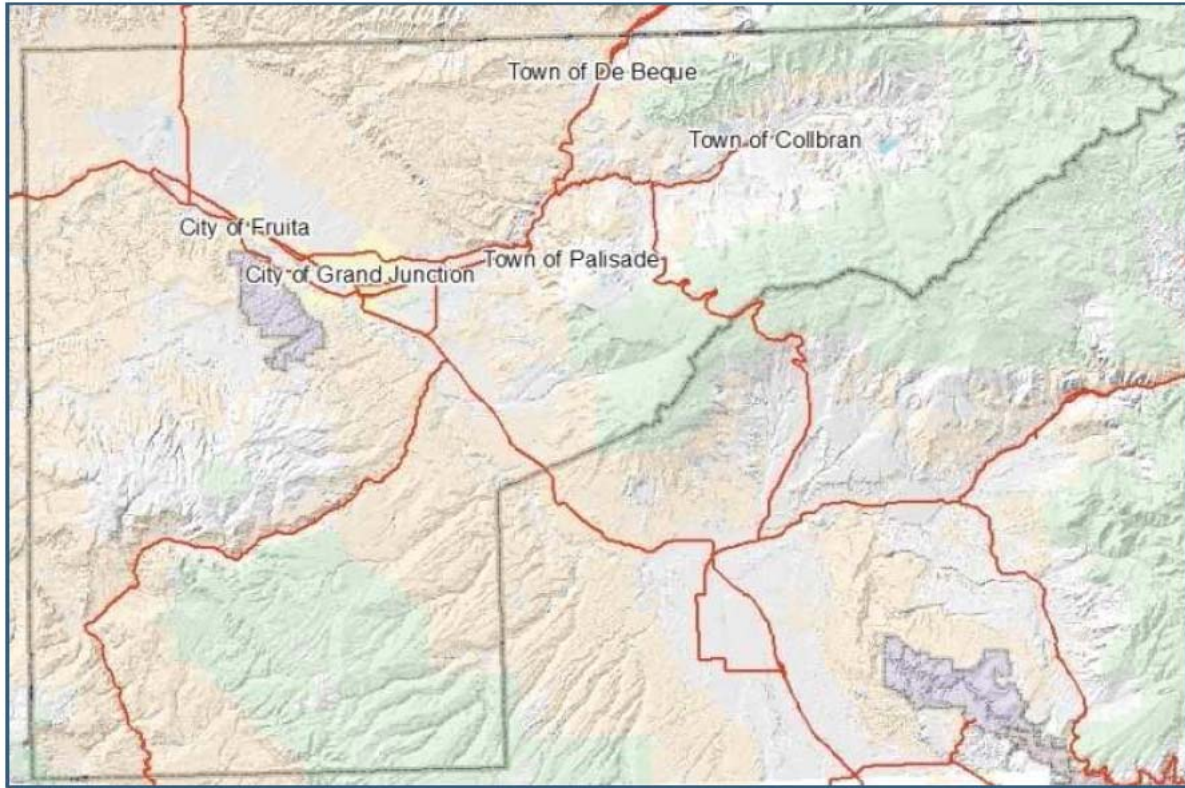 Town of De Beque
Town of Collbran
City of Fruita
Town of Palisade
City of Grand Junction